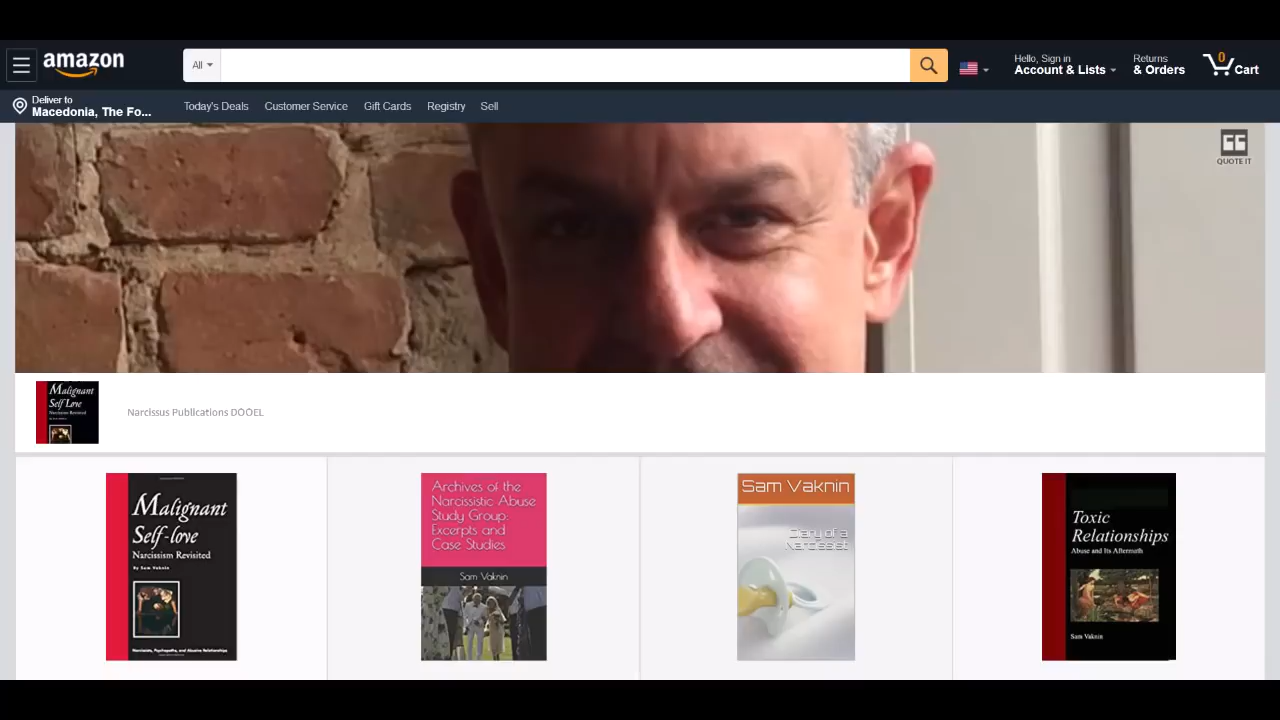 amazon
All
Hello, Sign in
Account & Lists
Returns
& Orders
0
Cart
Deliver to
Macedonia, The Fo...
Today's Deals
Customer Service
Gift Cards
Registry
Sell
QUOTE IT
Malignant
Self Love
Narcissism Revisited
Narcissus Publications DOOEL
Malignant
Self-love
Narcissism Revisited
By Sam Vaknin
Narcissists, Psychopaths, and Abusive Relationships
Archives of the
Narcissistic Abuse
Study Group:
Excerpts and
Case Studies
Sam Vaknin
Sam Vaknin
Diary of a
Narcissist
Toxic
Relationships
Abuse and Its Aftermath
Sam Vaknin